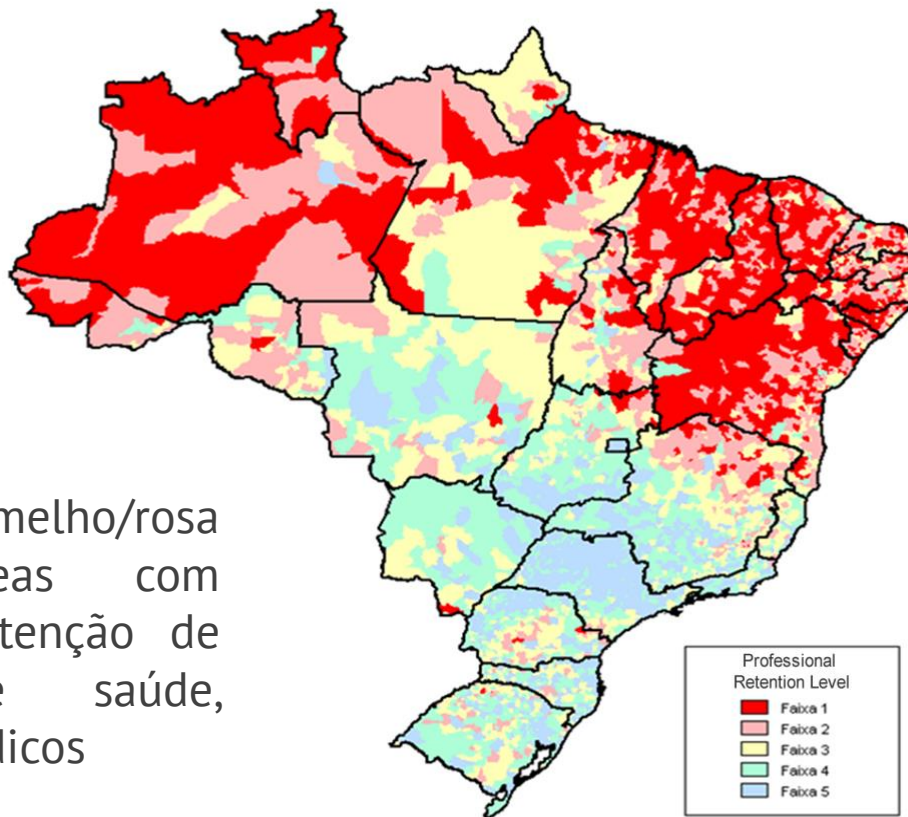 melho/rosa
eas com
tenção de
e saúde,
dicos
Professional
Retention Level
Faixa 1
Faixa 2
Faixa 3
Faixa 4
Faixa 5